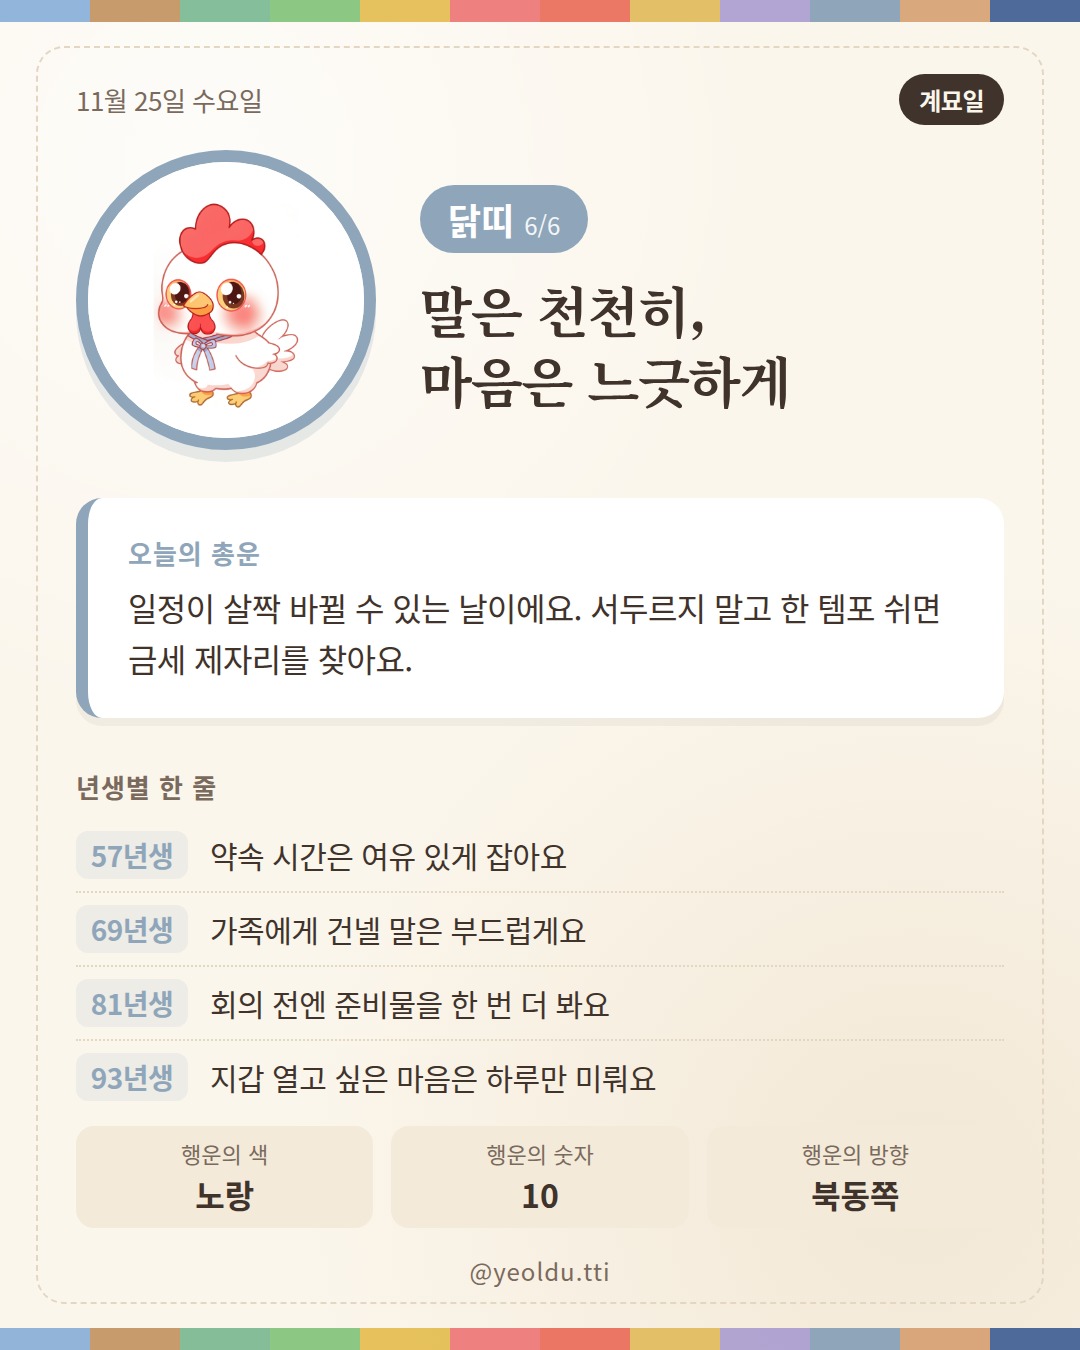 11월 25일 수요일
계묘일
닭띠 6/6
말은 천천히,
마음은 느긋하게
오늘의 총운
일정이 살짝 바뀔 수 있는 날이에요. 서두르지 말고 한 템포 쉬면
금세 제자리를 찾아요.
년생별 한 줄
57년생 약속 시간은 여유 있게 잡아요
69년생 가족에게 건넬 말은 부드럽게요
81년생 회의 전엔 준비물을 한 번 더 봐요
93년생 지갑 열고 싶은 마음은 하루만 미뤄요
행운의 색
노랑
행운의 숫자
10
행운의 방향
북동쪽
@yeoldu.tti